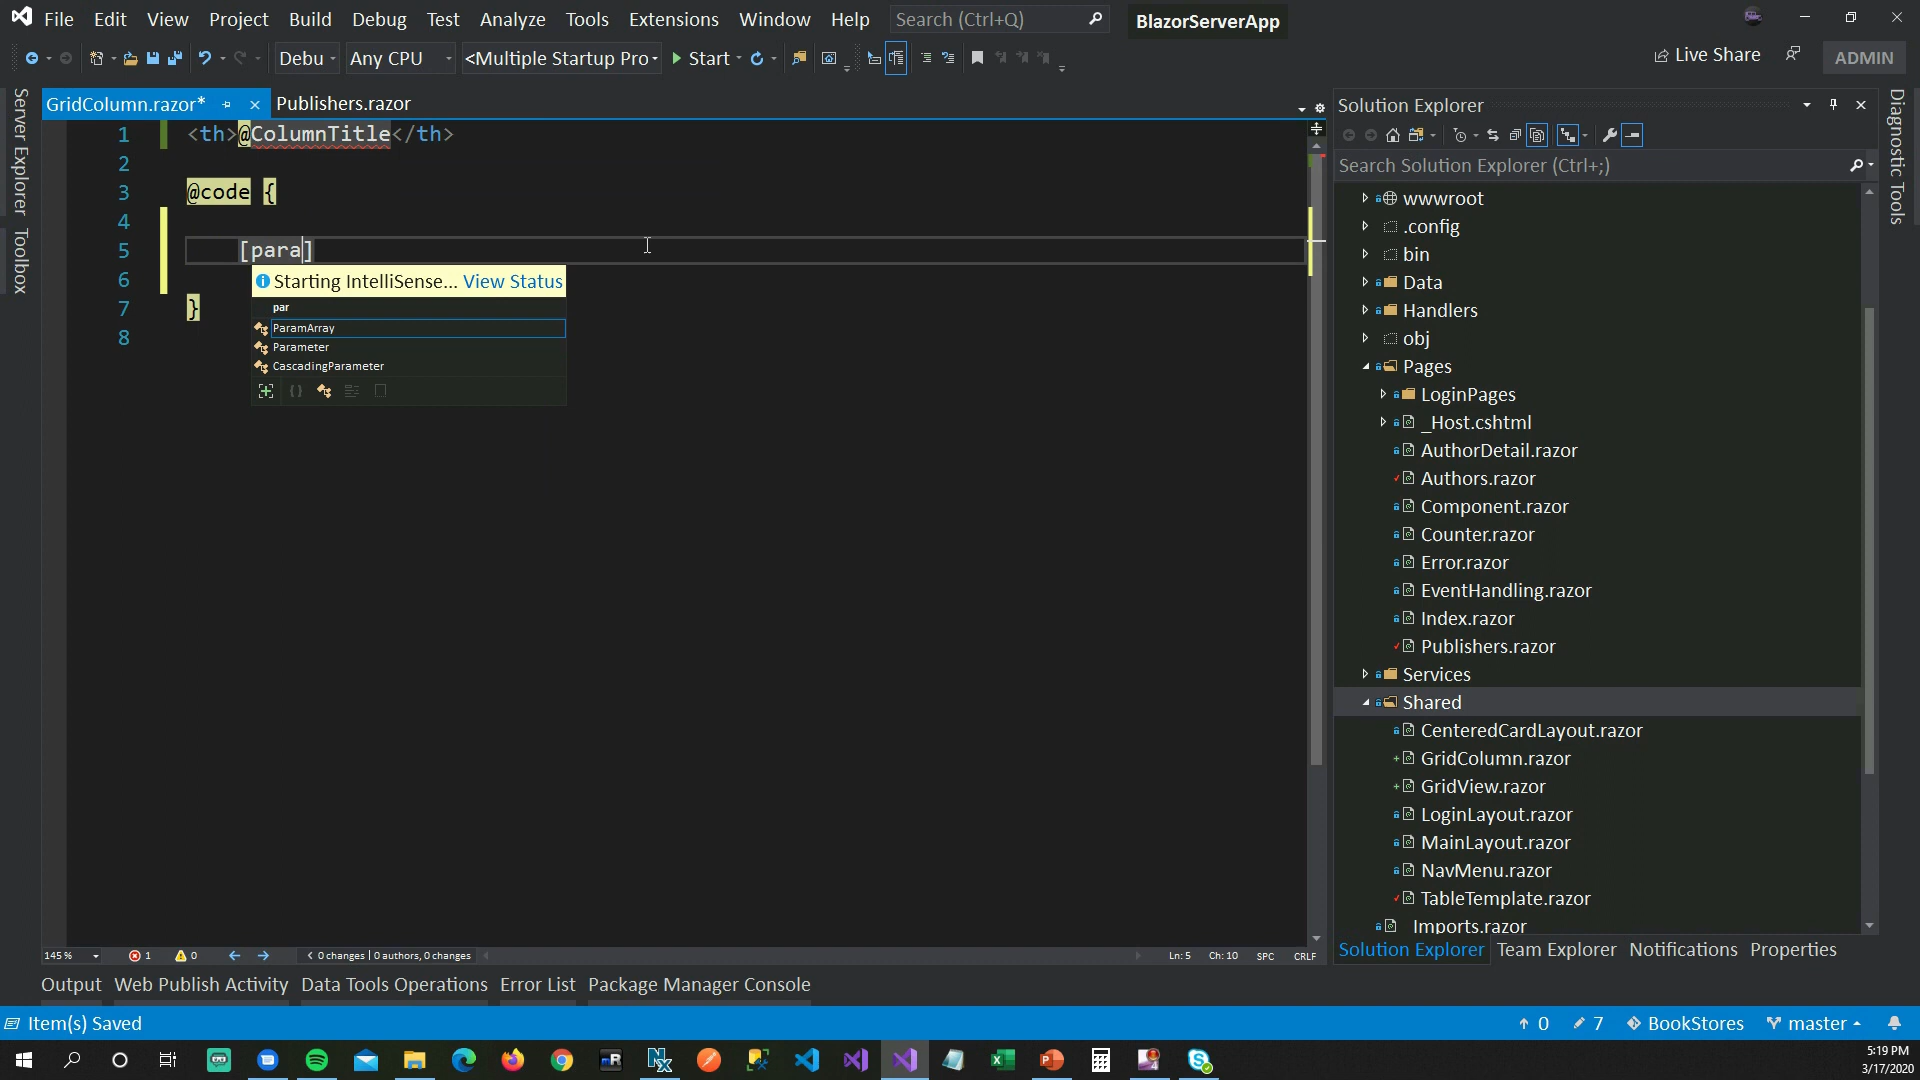 File Edit View Project Build Debug Test Analyze Tools Extensions Window Help Search (Ctrl+Q) BlazorServerApp
Debu Any CPU <Multiple Startup Pro Start Live Share ADMIN
GridColumn.razor* Publishers.razor
Server Explorer
Toolbox
1 <th>@ColumnTitle</th>
2
3 @code {
4
5 [para]
6
7 }
8
Starting IntelliSense... View Status
par
ParamArray
Parameter
CascadingParameter
145 % 1 0 < 0 changes | 0 authors, 0 changes Ln: 5 Ch: 10 SPC CRLF
Solution Explorer
Search Solution Explorer (Ctrl+;)
wwwroot
.config
bin
Data
Handlers
obj
Pages
LoginPages
_Host.cshtml
AuthorDetail.razor
Authors.razor
Component.razor
Counter.razor
Error.razor
EventHandling.razor
Index.razor
Publishers.razor
Services
Shared
CenteredCardLayout.razor
GridColumn.razor
GridView.razor
LoginLayout.razor
MainLayout.razor
NavMenu.razor
TableTemplate.razor
_Imports.razor
Solution Explorer Team Explorer Notifications Properties
Diagnostic Tools
Output Web Publish Activity Data Tools Operations Error List Package Manager Console
Item(s) Saved 0 7 BookStores master
5:19 PM
3/17/2020